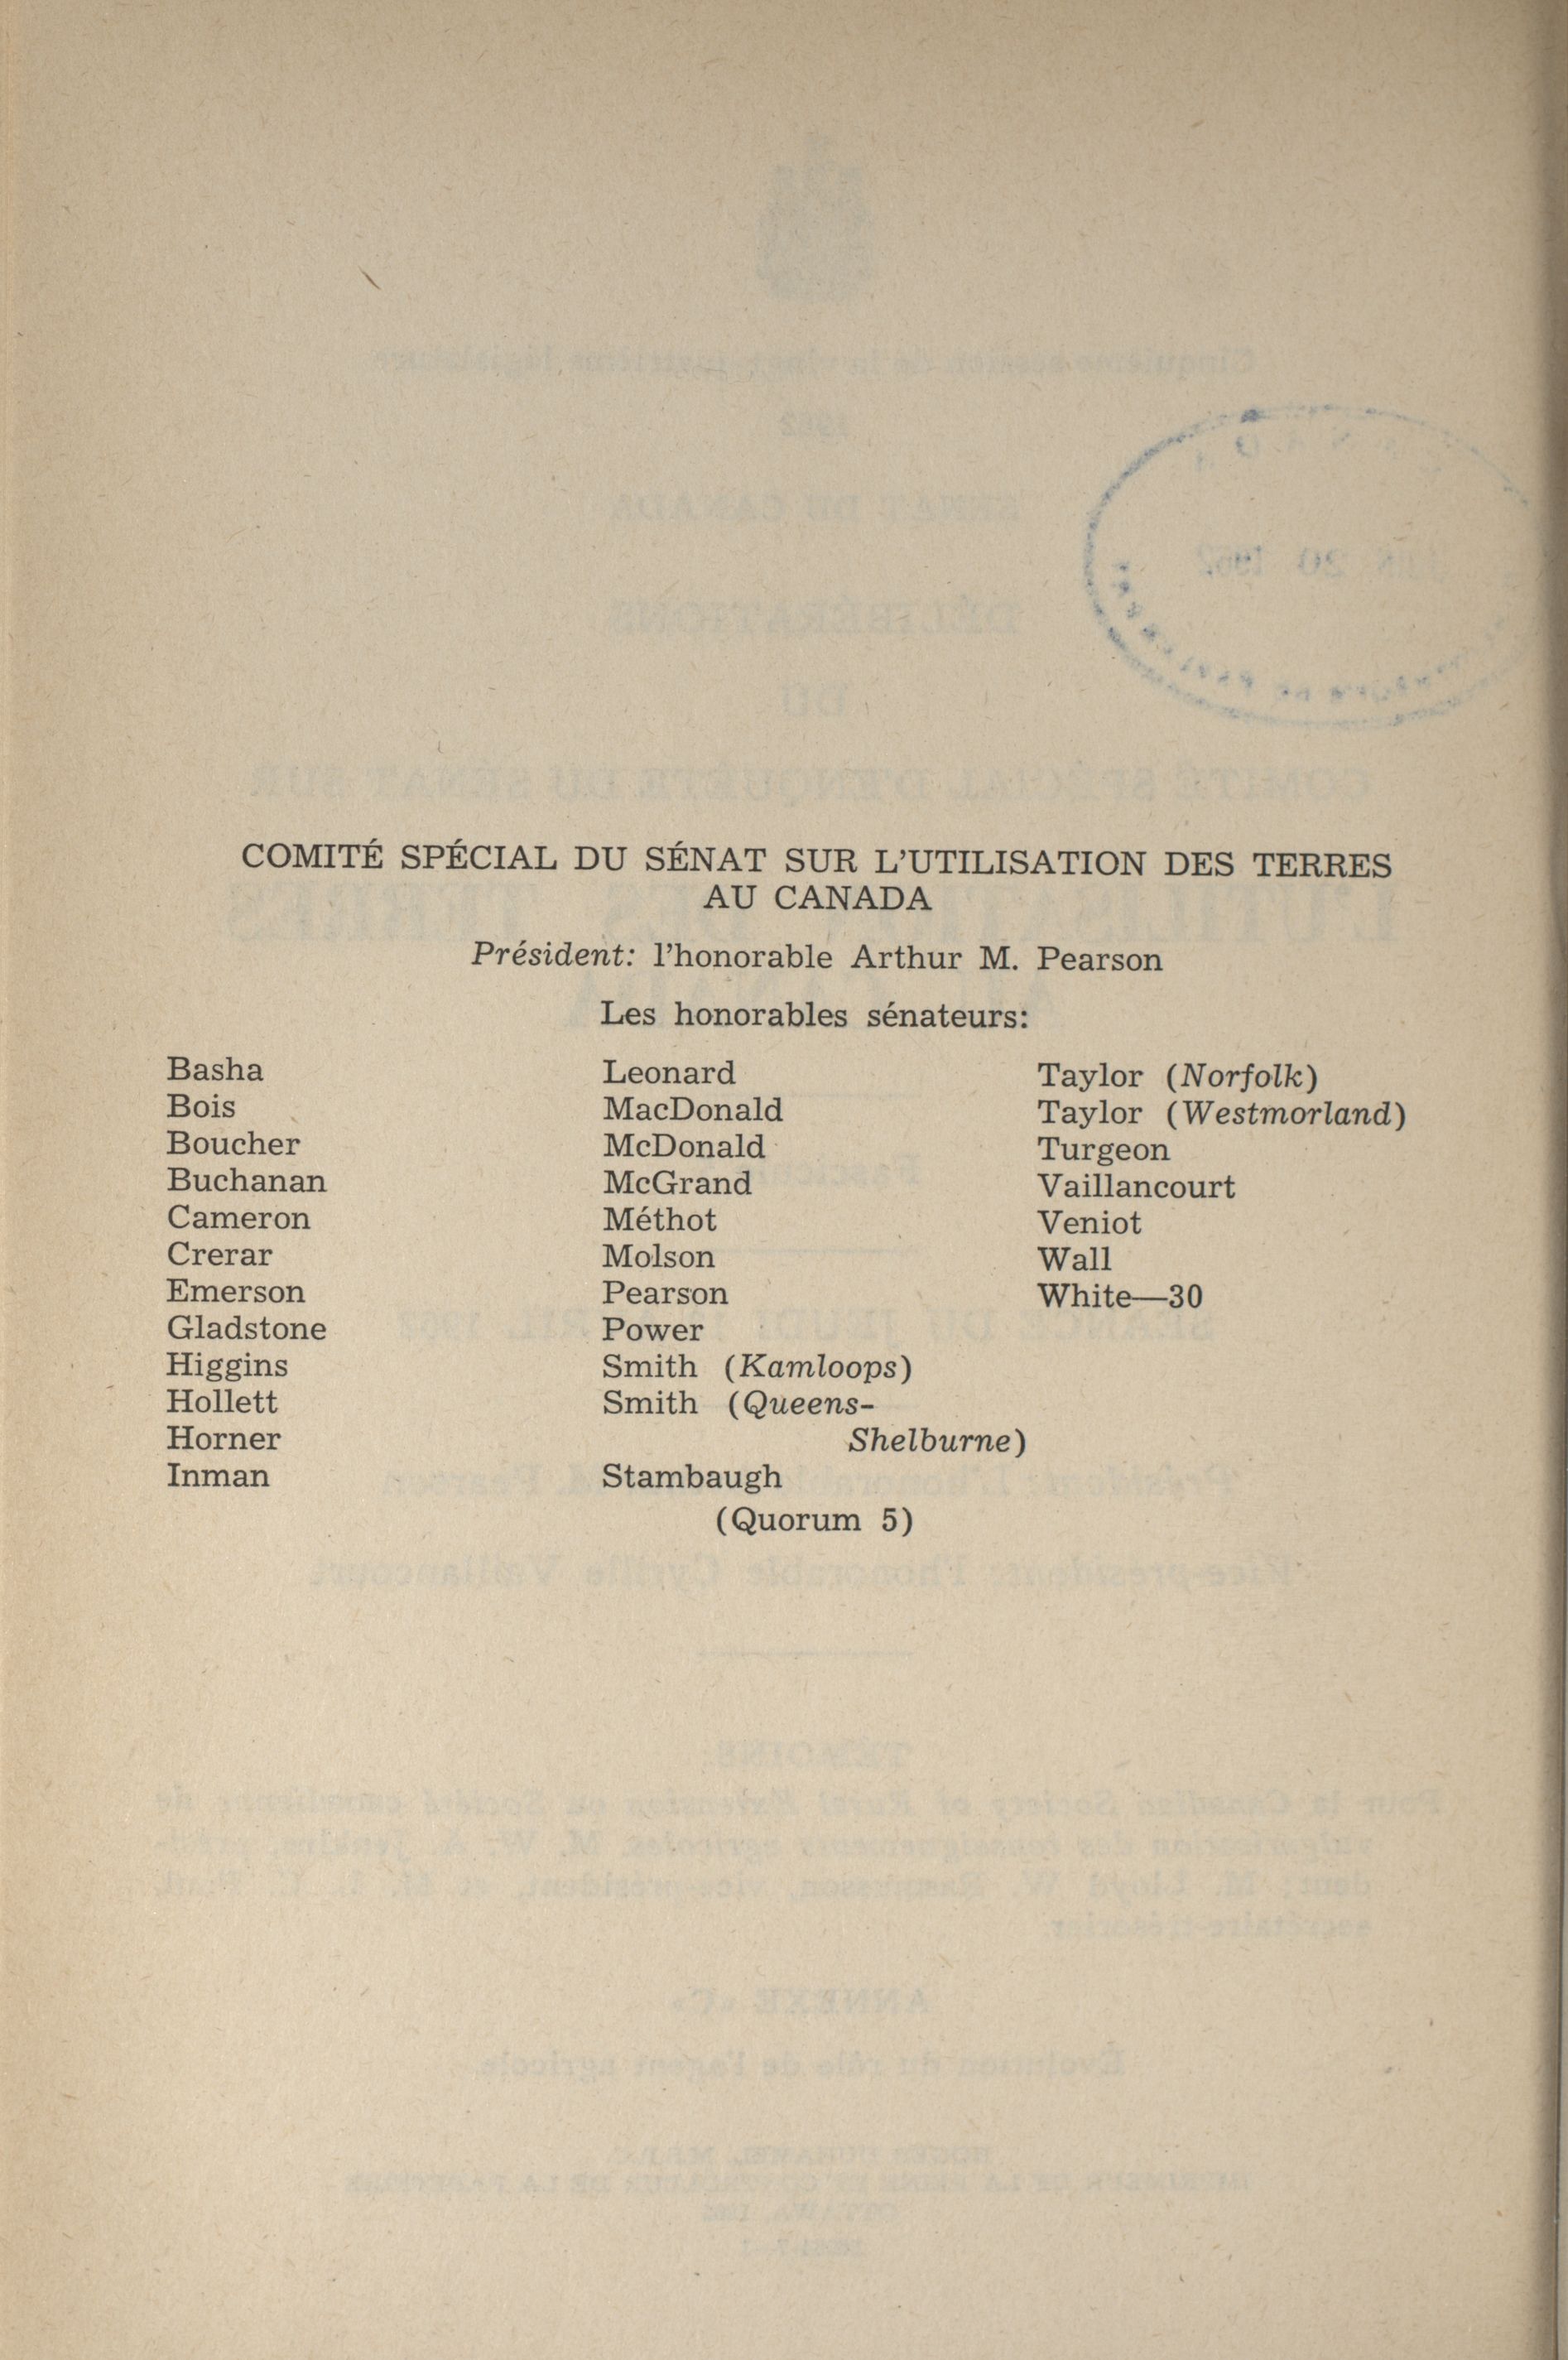 COMITÉ SPÉCIAL DU SÉNAT SUR L'UTILISATION DES TERRES
AU CANADA
Président: l'honorable Arthur M. Pearson
Les honorables sénateurs:
Basha
Bois
Boucher
Buchanan
Cameron
Crerar
Emerson
Gladstone
Higgins
Hollett
Horner
Inman
Leonard
MacDonald
McDonald
McGrand
Méthot
Molson
Pearson
Power
Smith (Kamloops)
Smith (Queens-
Shelburne)
Stambaugh
Taylor (Norfolk)
Taylor (Westmorland)
Turgeon
Vaillancourt
Veniot
Wall
White—30
(Quorum 5)